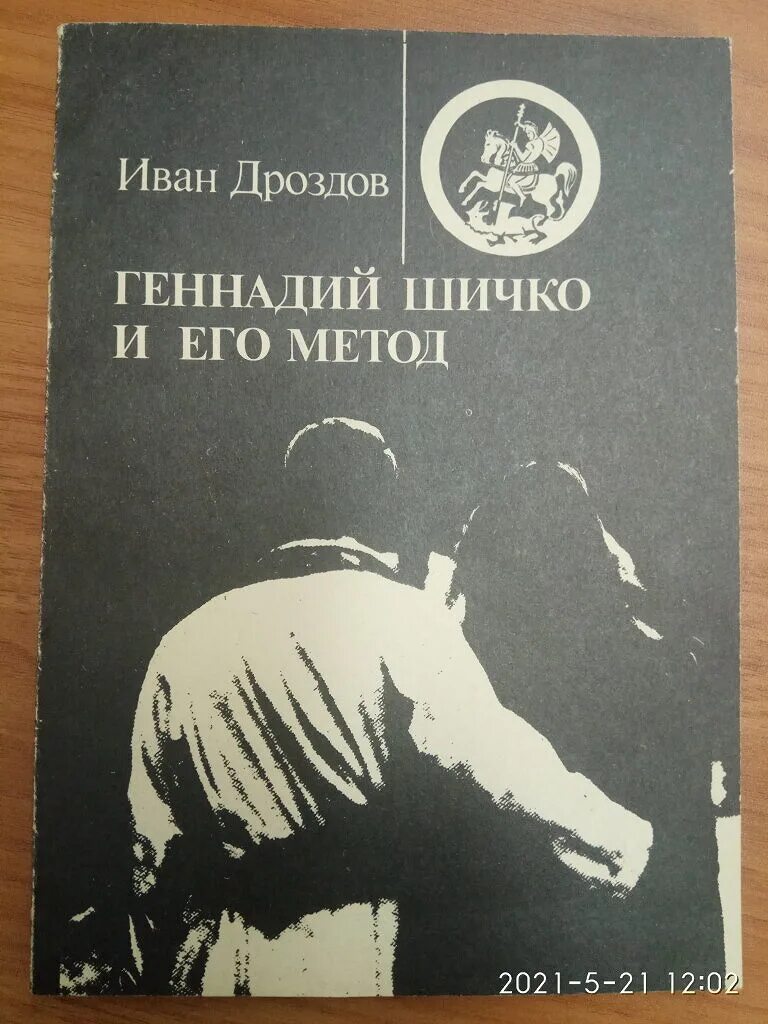 Иван Дроздов
ГЕННАДИЙ ШИЧКО
И ЕГО МЕТОД
2021-5-21 12:02